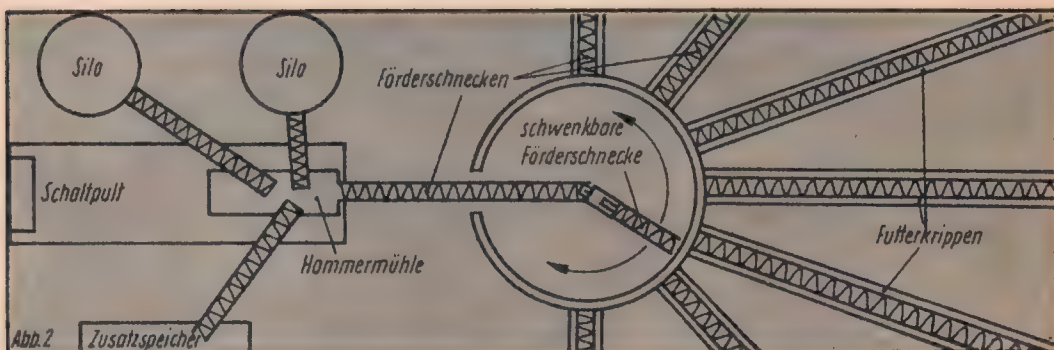 Silo
Silo
Förderschnecken
schwenkbare
Förderschnecke
Schaltpult
Hammermühle
Futterkrippen
Abb.2
Zusatzspeicher